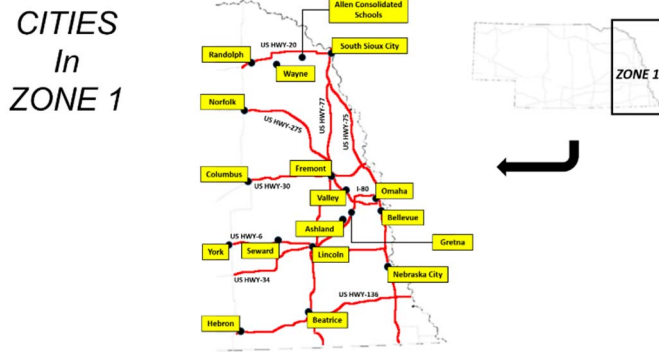 CITIES
In
ZONE 1
Allen Consolidated
Schools
US HWY-20
South Sioux City
Randolph
Wayne
ZONE 1
Norfolk
US HWY-77
US HWY-75
US HWY-275
Fremont
Columbus
US HWY-30
I-80
Valley
Omaha
Bellevue
Ashland
US HWY-6
Gretna
York
Seward
Lincoln
Nebraska City
US HWY-34
US HWY-136
Hebron
Beatrice